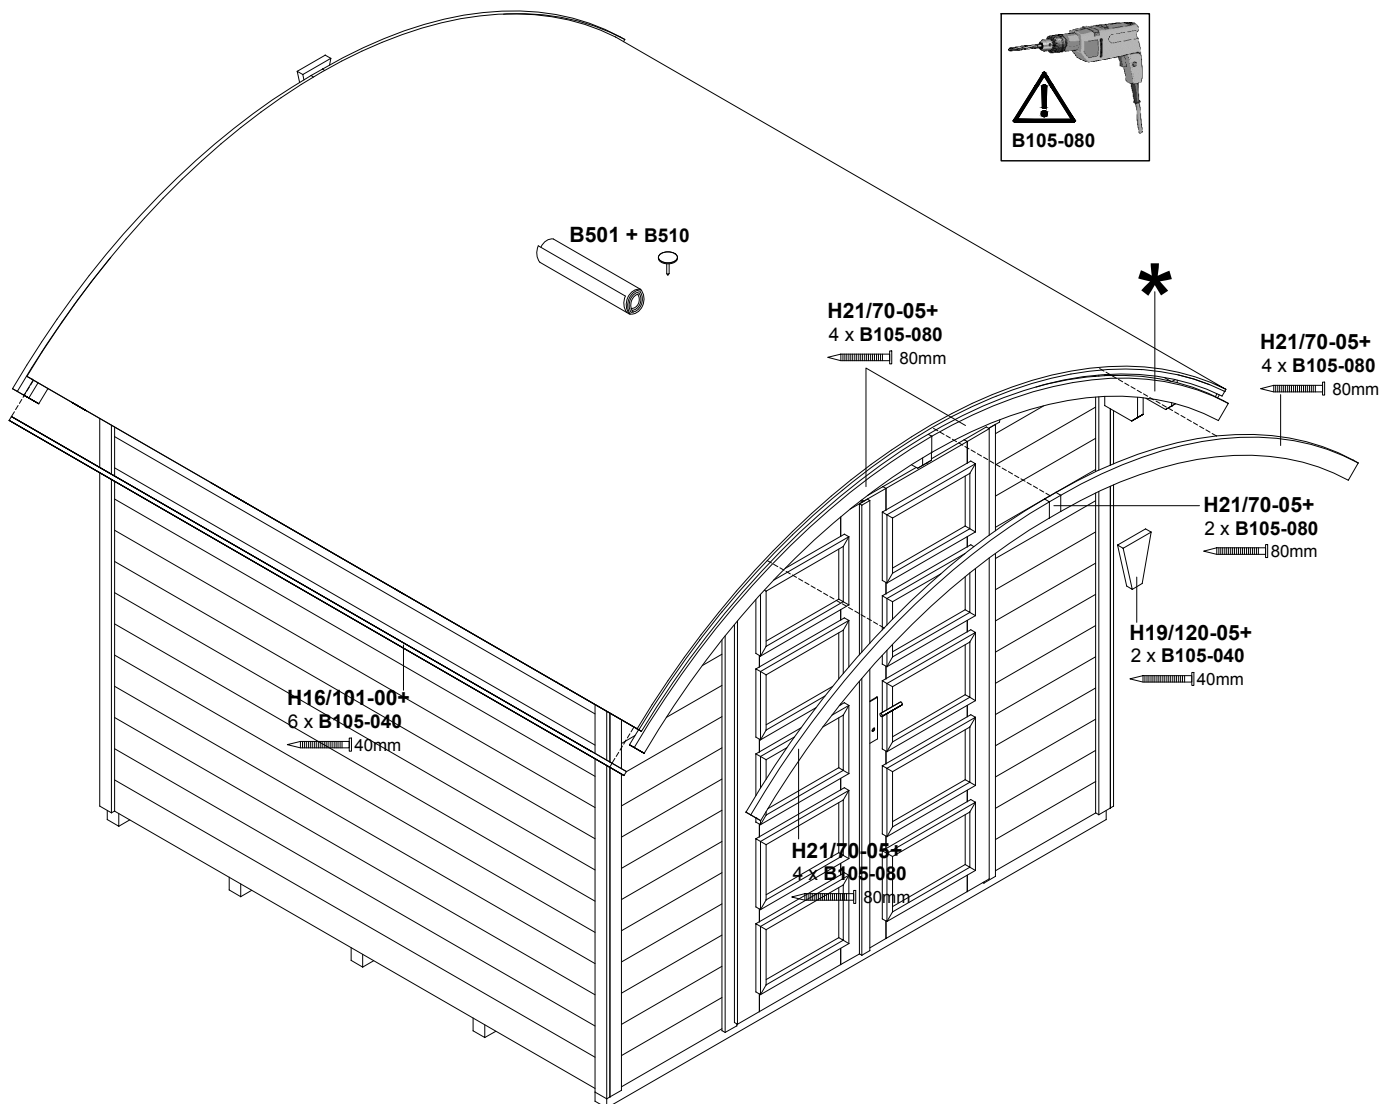 B105-080
B501 + B510
H21/70-05+
4 x B105-080
80mm
H21/70-05+
4 x B105-080
80mm
H21/70-05+
2 x B105-080
80mm
H19/120-05+
2 x B105-040
40mm
H16/101-00+
6 x B105-040
40mm
H21/70-05+
4 x B105-080
80mm